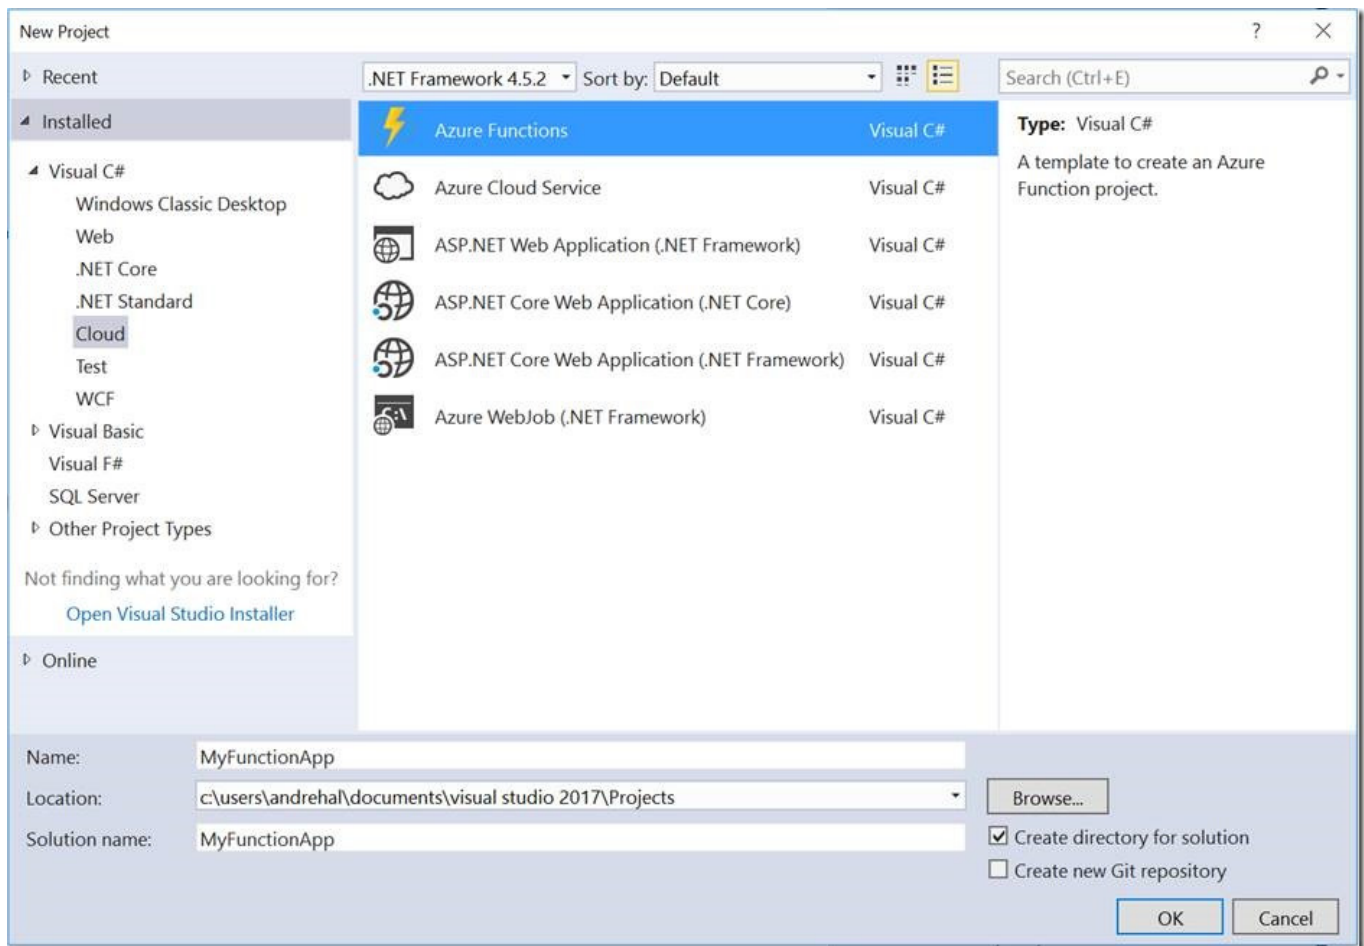 New Project
?
Recent
.NET Framework 4.5.2 Sort by: Default
Search (Ctrl+E)
Installed
Visual C#
Windows Classic Desktop
Web
.NET Core
.NET Standard
Cloud
Test
WCF
Visual Basic
Visual F#
SQL Server
Other Project Types
Not finding what you are looking for?
Open Visual Studio Installer
Online
Azure Functions Visual C#
Azure Cloud Service Visual C#
ASP.NET Web Application (.NET Framework) Visual C#
ASP.NET Core Web Application (.NET Core) Visual C#
ASP.NET Core Web Application (.NET Framework) Visual C#
C:\
Azure WebJob (.NET Framework) Visual C#
Type: Visual C#
A template to create an Azure
Function project.
Name: MyFunctionApp
Location: c:\users\andrehal\documents\visual studio 2017\Projects
Browse...
Solution name: MyFunctionApp
Create directory for solution
Create new Git repository
OK Cancel